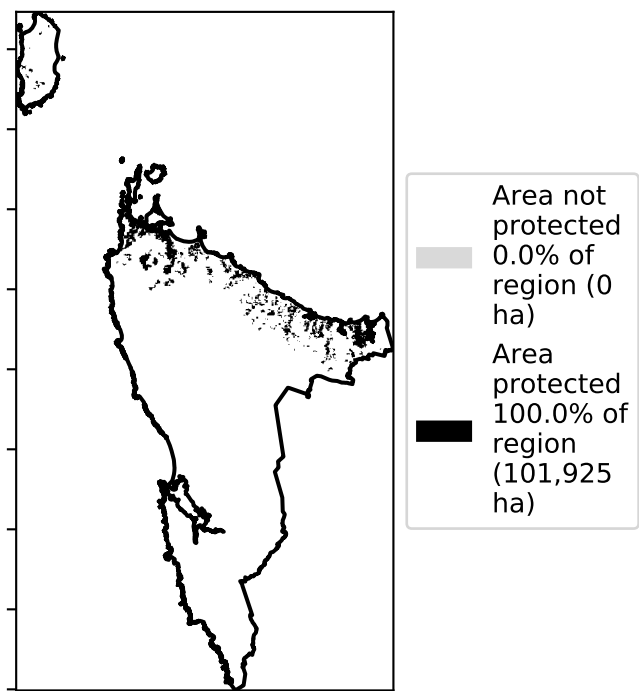 Area not
protected
0.0% of
region (0
ha)
Area
protected
100.0% of
region
(101,925
ha)